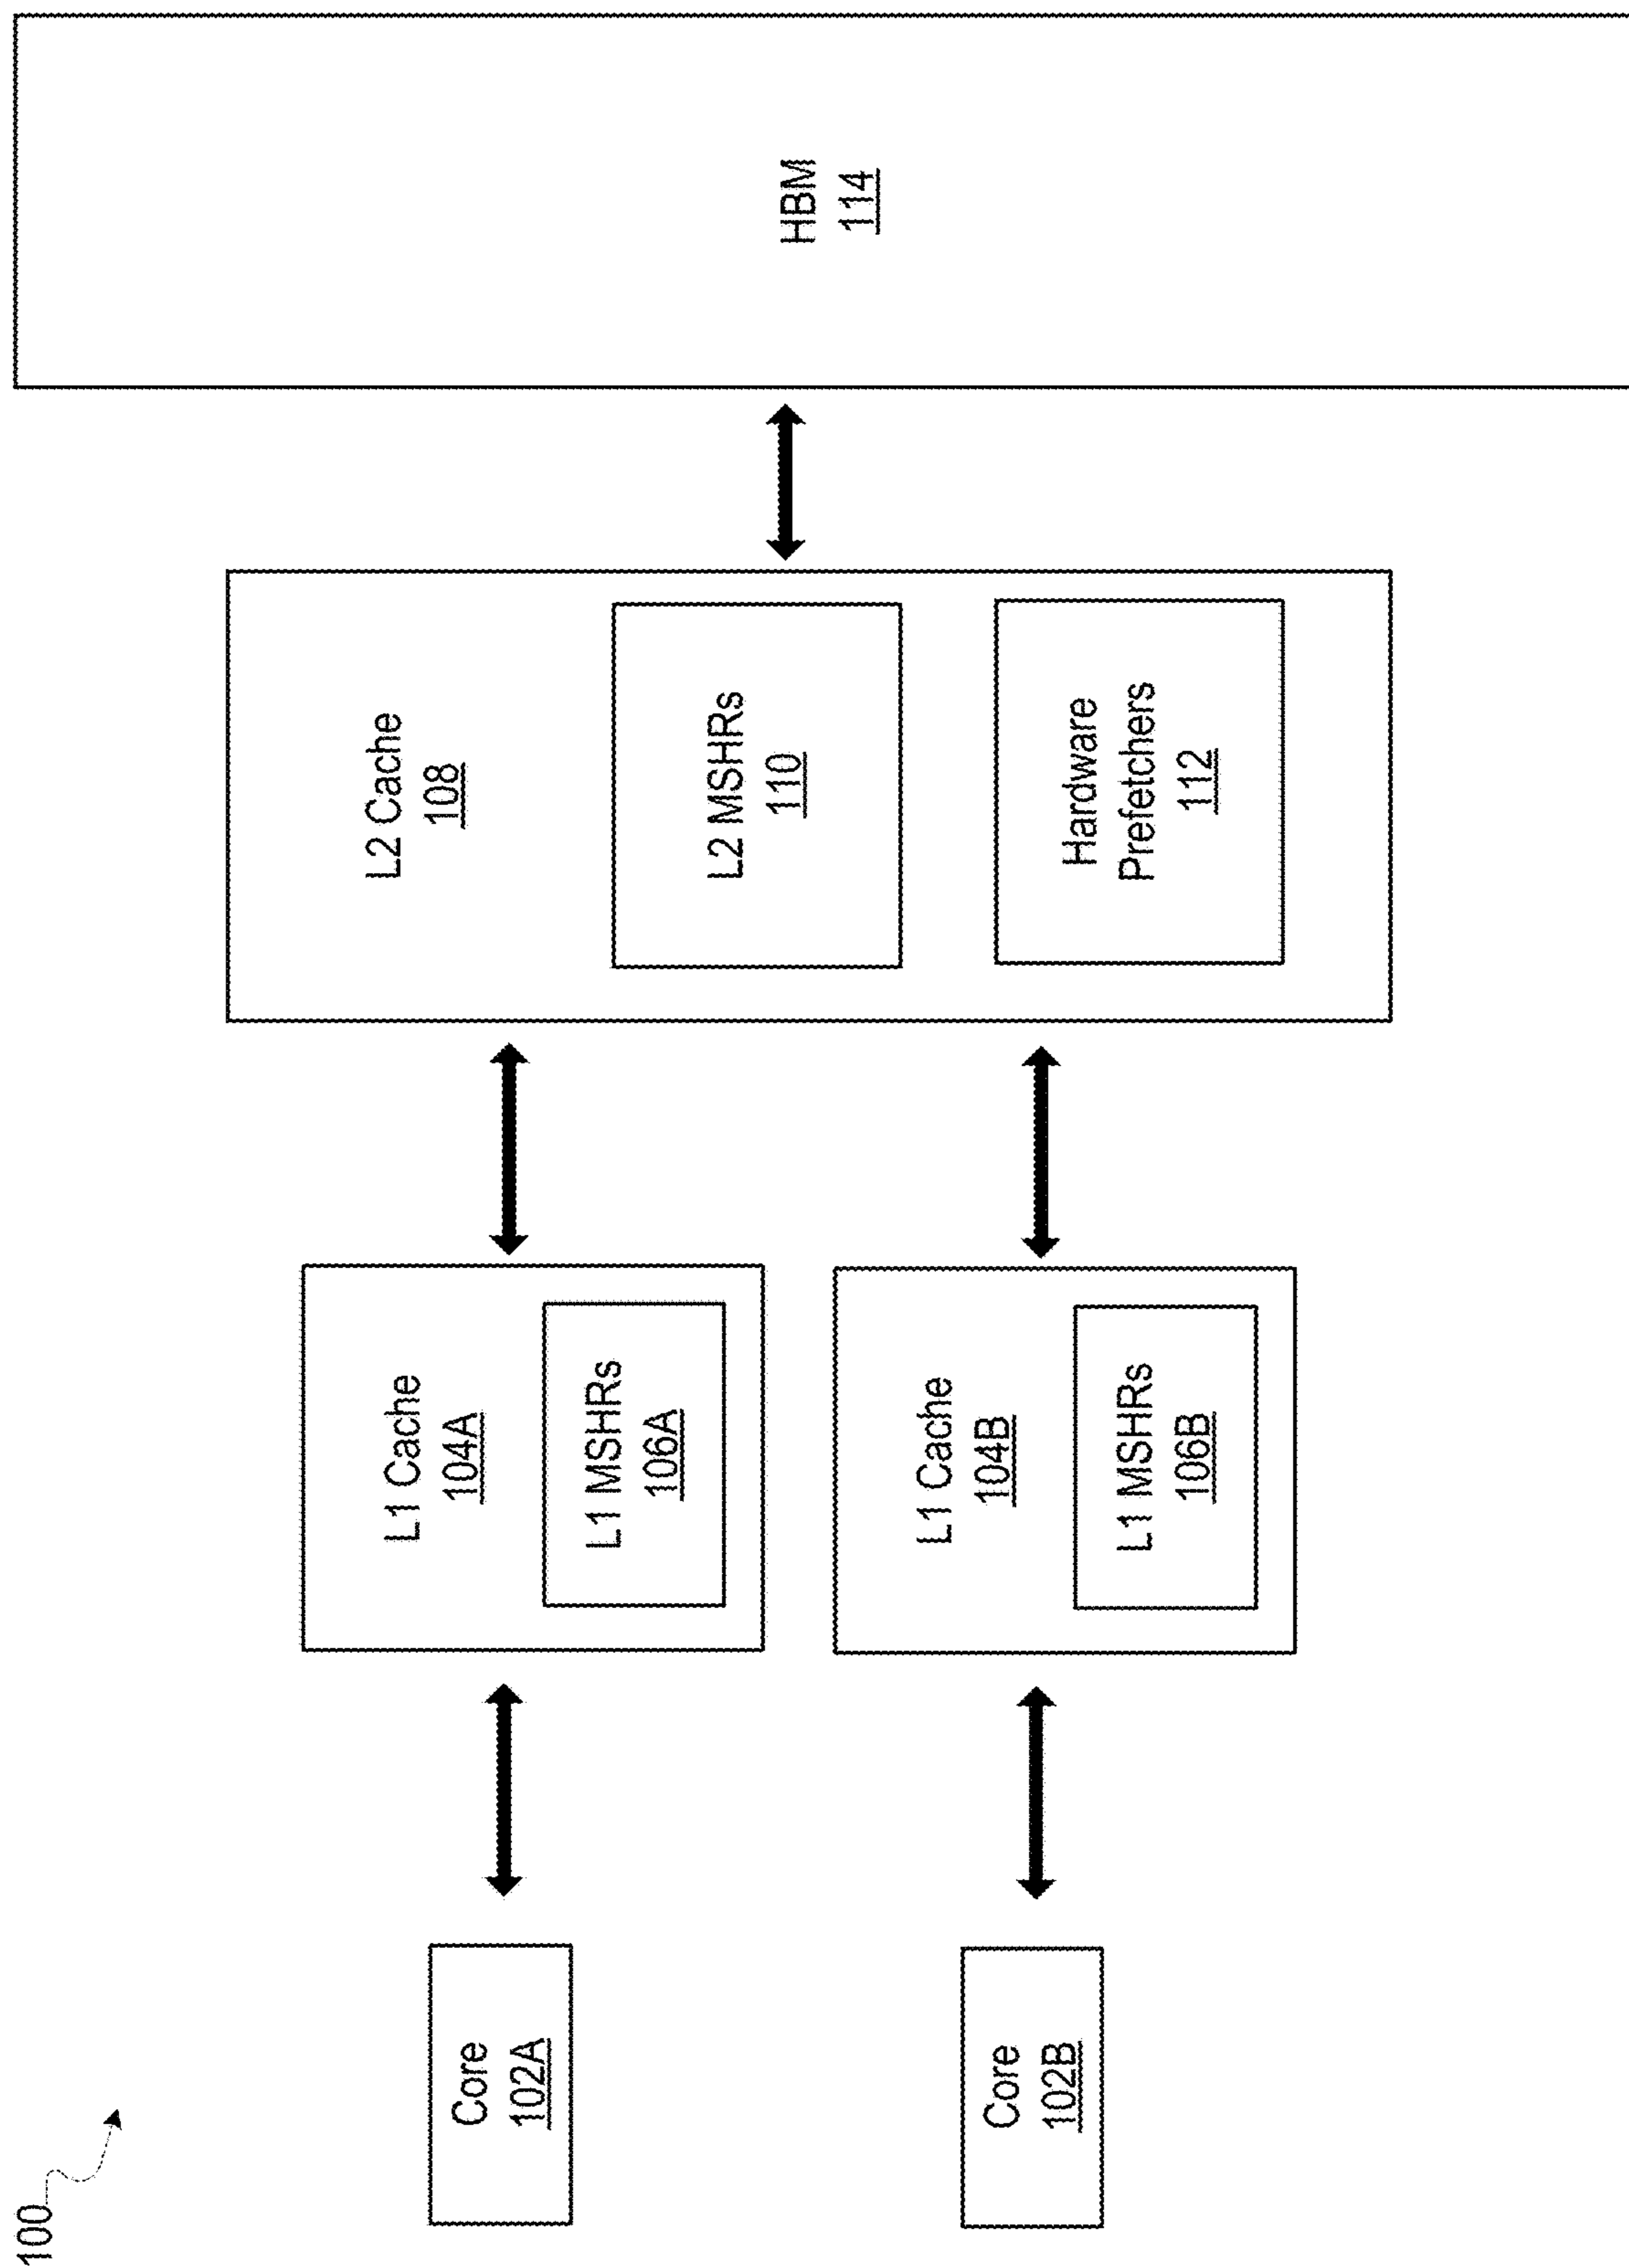 100
Core
102A
L1 Cache
104A
L1 MSHRs
106A
Core
102B
L1 Cache
104B
L1 MSHRs
106B
L2 Cache
108
L2 MSHRs
110
Hardware
Prefetchers
112
HBM
114